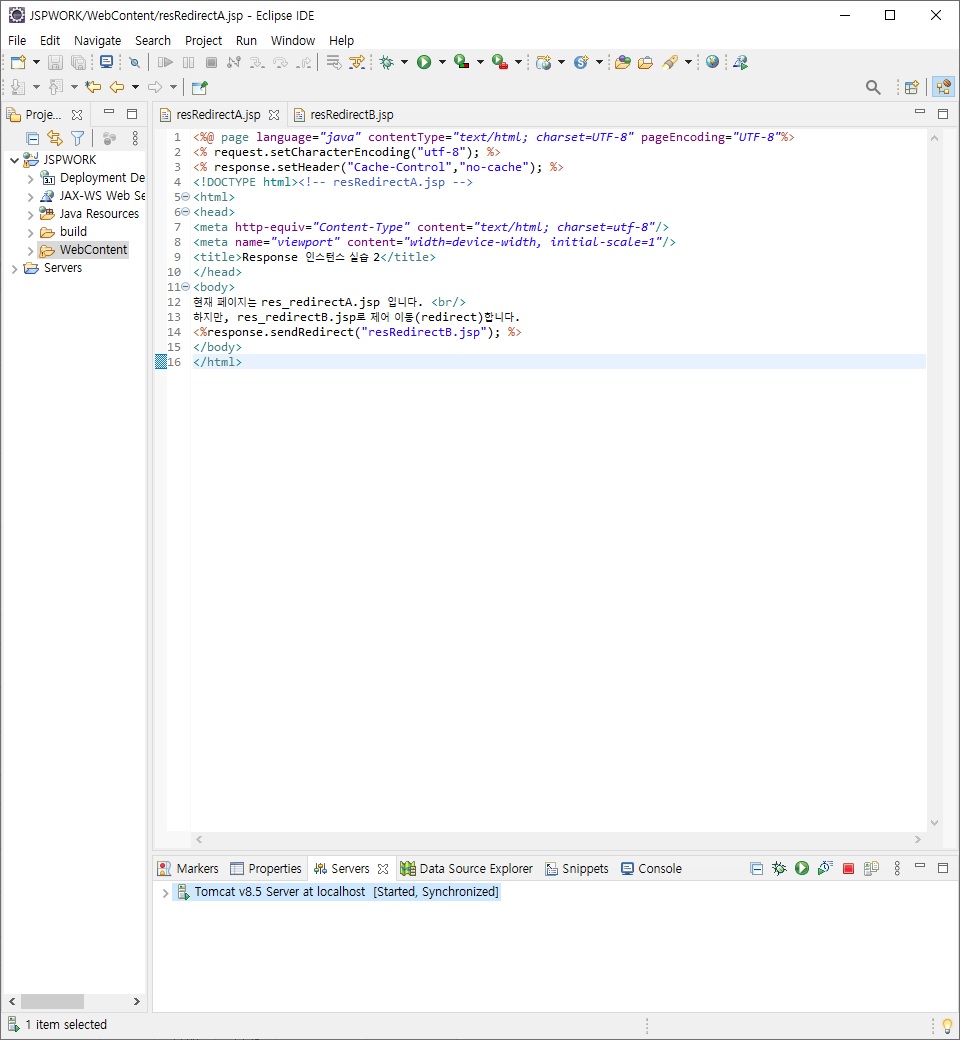 JSPWORK/WebContent/resRedirectA.jsp - Eclipse IDE
File Edit Navigate Search Project Run Window Help
Proje...
resRedirectA.jsp resRedirectB.jsp
JSPWORK
Deployment De
JAX-WS Web Se
Java Resources
build
WebContent
Servers
1 <%@ page language="java" contentType="text/html; charset=UTF-8" pageEncoding="UTF-8"%>
2 <% request.setCharacterEncoding("utf-8"); %>
3 <% response.setHeader("Cache-Control","no-cache"); %>
4 <!DOCTYPE html><!-- resRedirectA.jsp -->
5 <html>
6 <head>
7 <meta http-equiv="Content-Type" content="text/html; charset=utf-8"/>
8 <meta name="viewport" content="width=device-width, initial-scale=1"/>
9 <title>Response 인스턴스 실습 2</title>
10 </head>
11 <body>
12 현재 페이지는 res_redirectA.jsp 입니다. <br/>
13 하지만, res_redirectB.jsp로 제어 이동(redirect)합니다.
14 <%response.sendRedirect("resRedirectB.jsp"); %>
15 </body>
16 </html>
Markers Properties Servers Data Source Explorer Snippets Console
Tomcat v8.5 Server at localhost [Started, Synchronized]
1 item selected